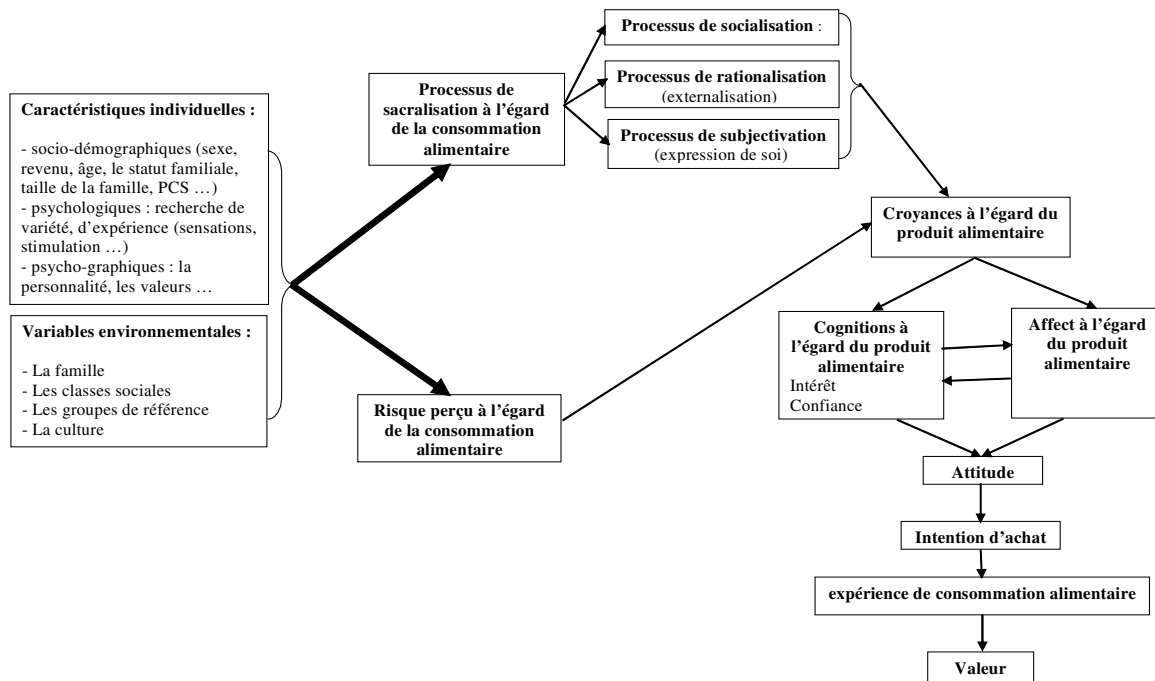 Caractéristiques individuelles :
- socio-démographiques (sexe,
revenu, âge, le statut familiale,
taille de la famille, PCS …)
- psychologiques : recherche de
variété, d’expérience (sensations,
stimulation …)
- psycho-graphiques : la
personnalité, les valeurs …
Variables environnementales :
- La famille
- Les classes sociales
- Les groupes de référence
- La culture
Processus de
sacralisation à l’égard
de la consommation
alimentaire
Risque perçu à l’égard
de la consommation
alimentaire
Processus de socialisation :
Processus de rationalisation
(externalisation)
Processus de subjectivation
(expression de soi)
Croyances à l’égard du
produit alimentaire
Cognitions à
l’égard du produit
alimentaire
Intérêt
Confiance
Affect à l’égard
du produit
alimentaire
Attitude
Intention d’achat
expérience de consommation alimentaire
Valeur